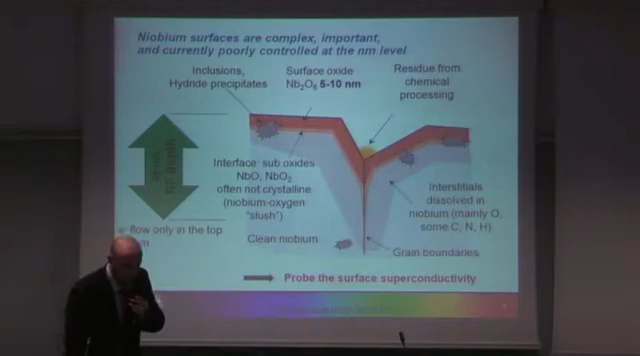 Niobium surfaces are complex, important,
and currently poorly controlled at the nm level
Inclusions,
Hydride precipitates
Surface oxide
Nb2O5 5-10 nm
Residue from
chemical
processing
RF depth
Interface: sub oxides
NbO, NbO2
often not crystalline
(niobium-oxygen
"slush")
Interstitials
dissolved in
niobium (mainly O,
some C, N, H)
flow only in the top
Clean niobium
Grain boundaries
Probe the surface superconductivity